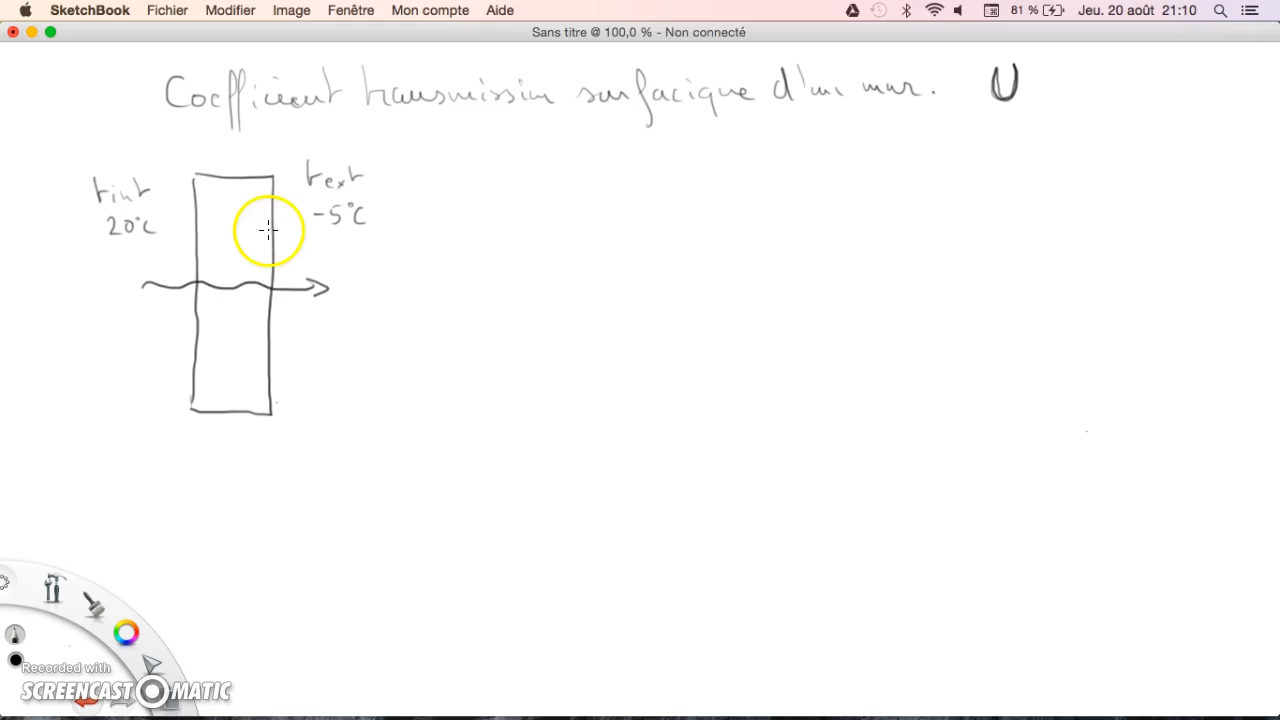 SketchBook Fichier Modifier Image Fenêtre Mon compte Aide 81 % Jeu. 20 août 21:10
Sans titre @ 100,0 % - Non connecté
Coefficient transmission surfacique d'un mur. U
tint text
20°C -5°C
Recorded with
SCREENCAST-O-MATIC